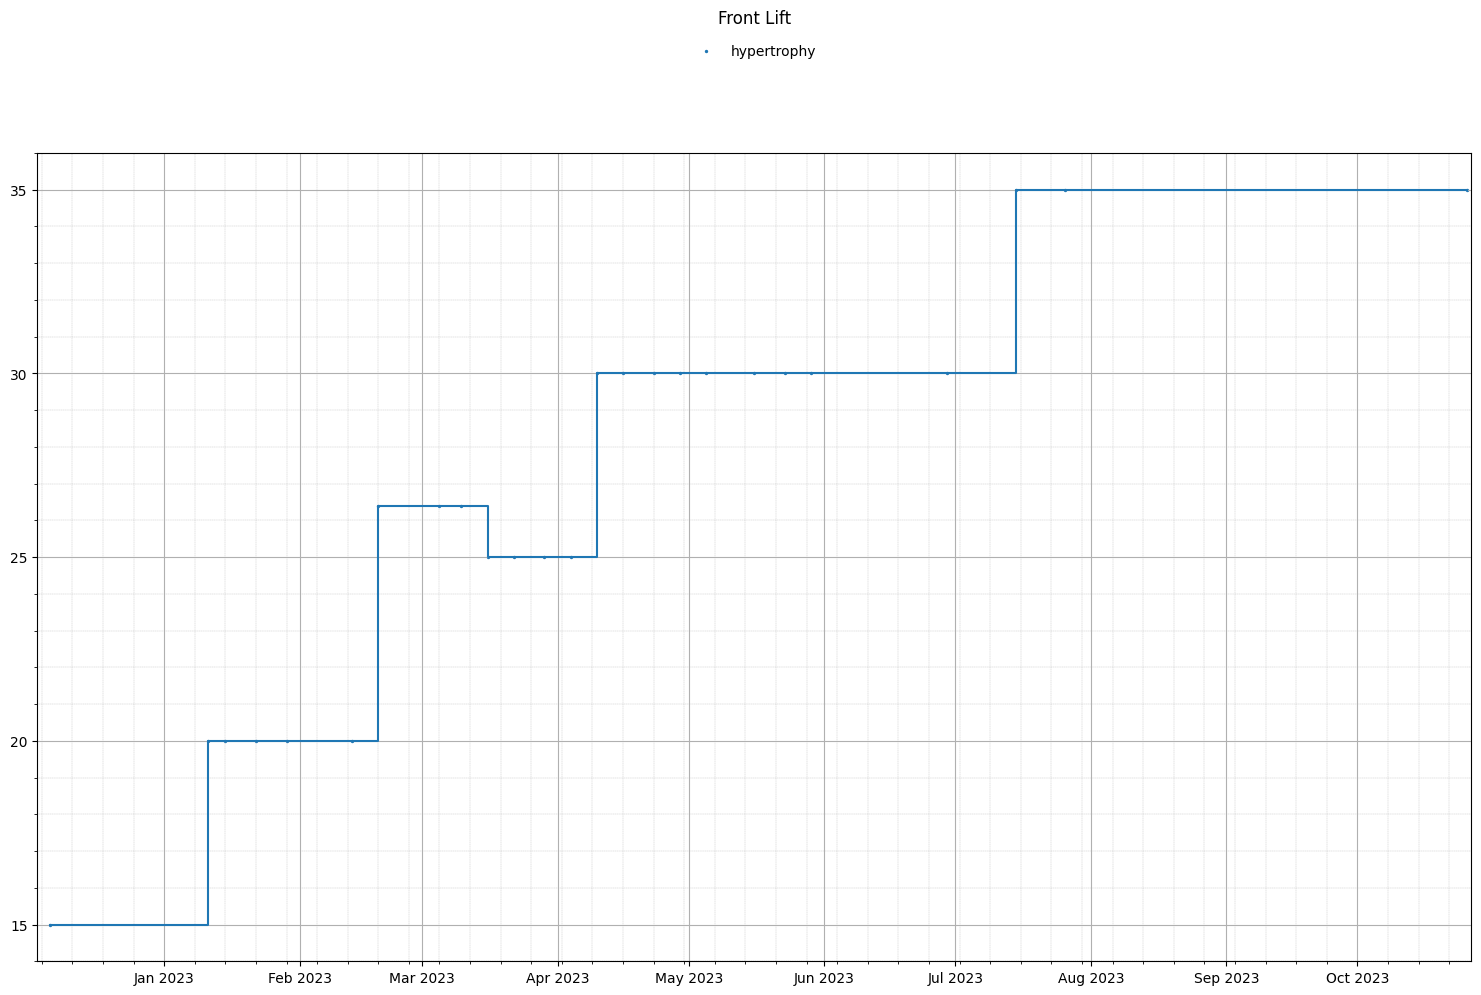 Front Lift
hypertrophy
35
30
25
20
15
Jan 2023
Feb 2023
Mar 2023
Apr 2023
May 2023
Jun 2023
Jul 2023
Aug 2023
Sep 2023
Oct 2023